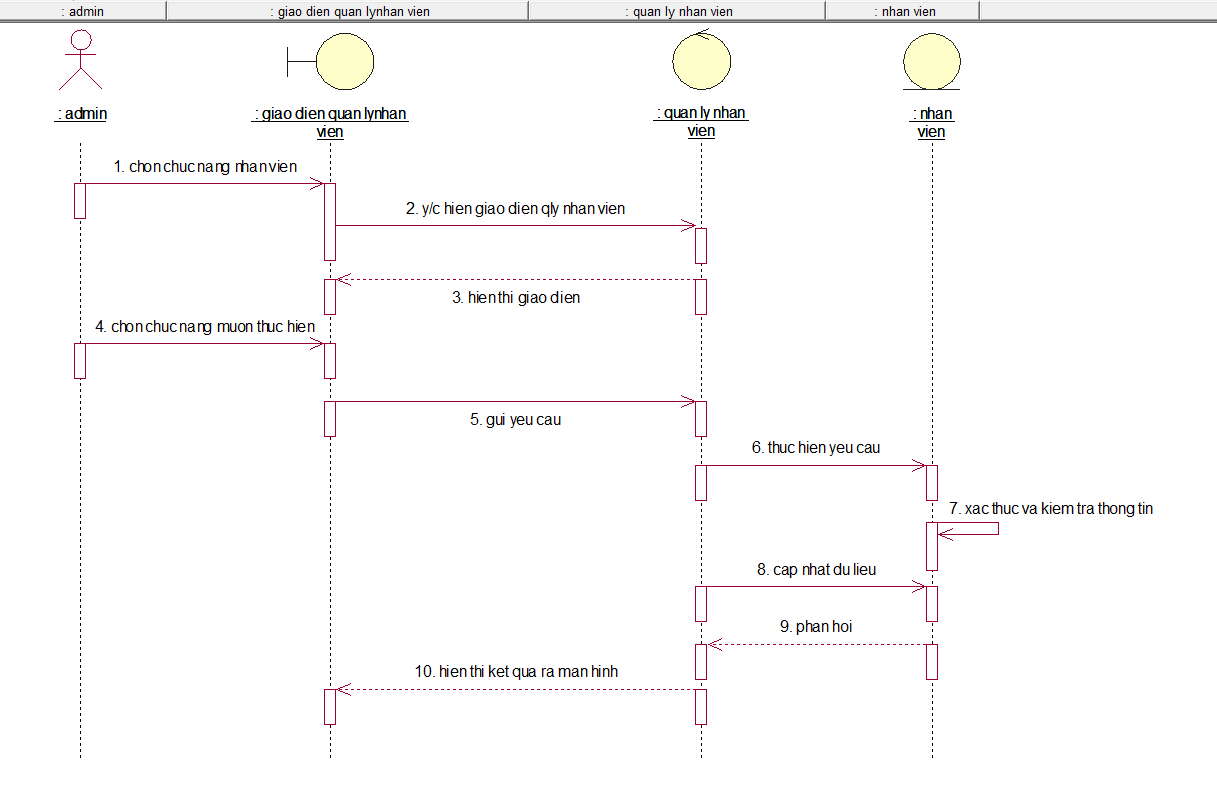 : admin
: giao dien quan lynhan vien
: quan ly nhan vien
: nhan vien
: admin
: giao dien quan lynhan
vien
: quan ly nhan
vien
: nhan
vien
1. chon chuc nang nhan vien
2. y/c hien giao dien qly nhan vien
3. hien thi giao dien
4. chon chuc nang muon thuc hien
5. gui yeu cau
6. thuc hien yeu cau
7. xac thuc va kiem tra thong tin
8. cap nhat du lieu
9. phan hoi
10. hien thi ket qua ra man hinh